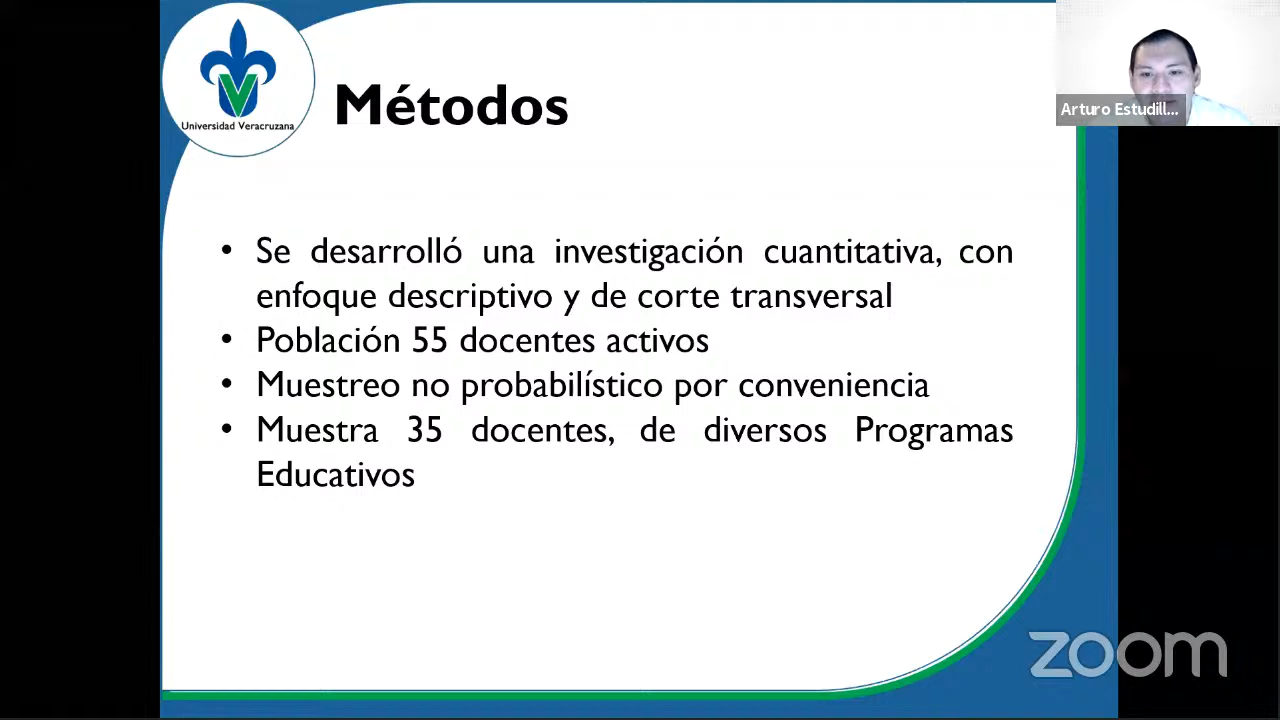 Universidad Veracruzana
Métodos
Arturo Estudill...
• Se desarrolló una investigación cuantitativa, con
enfoque descriptivo y de corte transversal
• Población 55 docentes activos
• Muestreo no probabilístico por conveniencia
• Muestra 35 docentes, de diversos Programas
Educativos
zoom